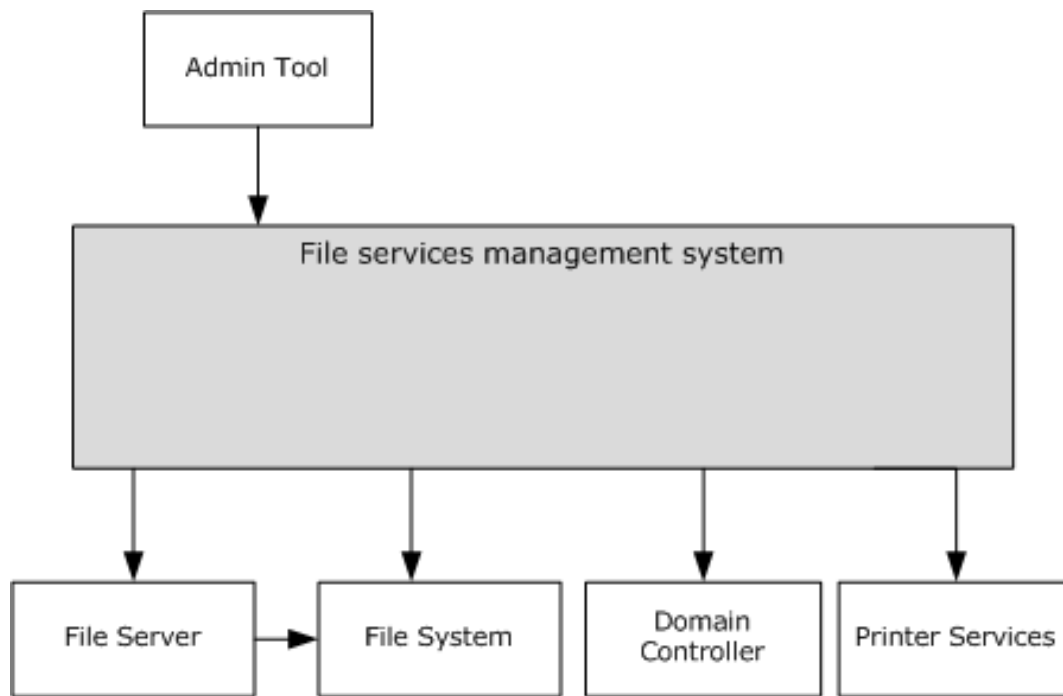 Admin Tool
File services management system
File Server
File System
Domain
Controller
Printer Services